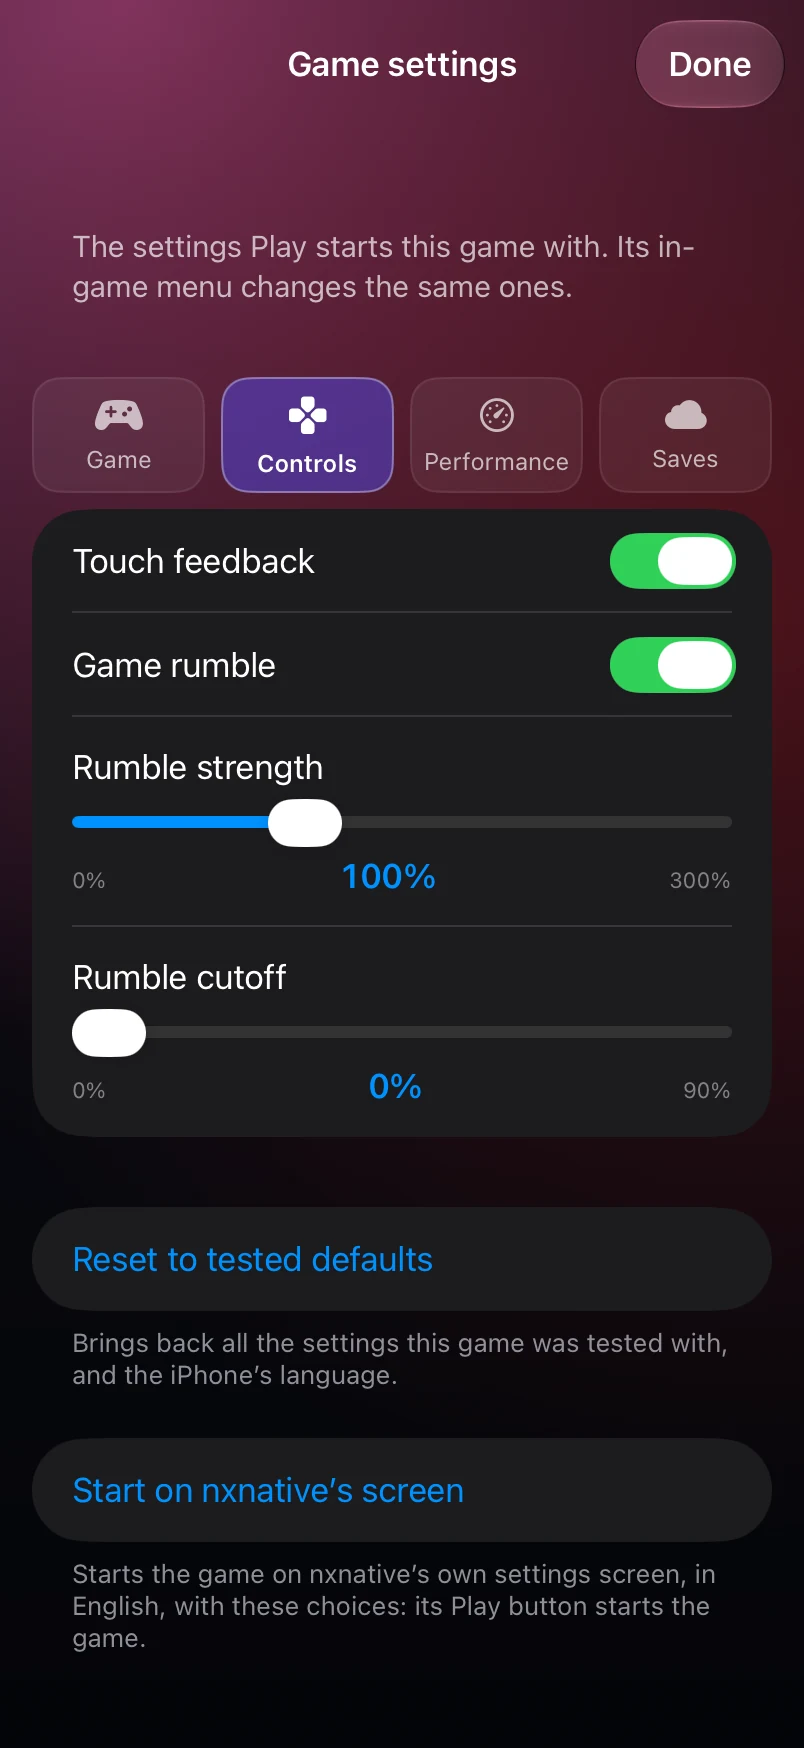 Game settings
Done
The settings Play starts this game with. Its in-
game menu changes the same ones.
Game
Controls
Performance
Saves
Touch feedback
Game rumble
Rumble strength
0%
100%
300%
Rumble cutoff
0%
0%
90%
Reset to tested defaults
Brings back all the settings this game was tested with,
and the iPhone’s language.
Start on nxnative’s screen
Starts the game on nxnative’s own settings screen, in
English, with these choices: its Play button starts the
game.